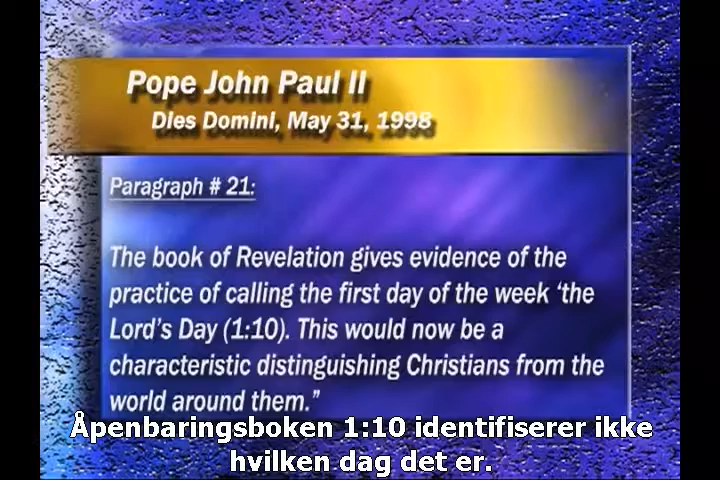 Pope John Paul II
Dies Domini, May 31, 1998
Paragraph # 21:
The book of Revelation gives evidence of the
practice of calling the first day of the week ‘the
Lord’s Day (1:10). This would now be a
characteristic distinguishing Christians from the
world around them.”
Åpenbaringsboken 1:10 identifiserer ikke
hvilken dag det er.